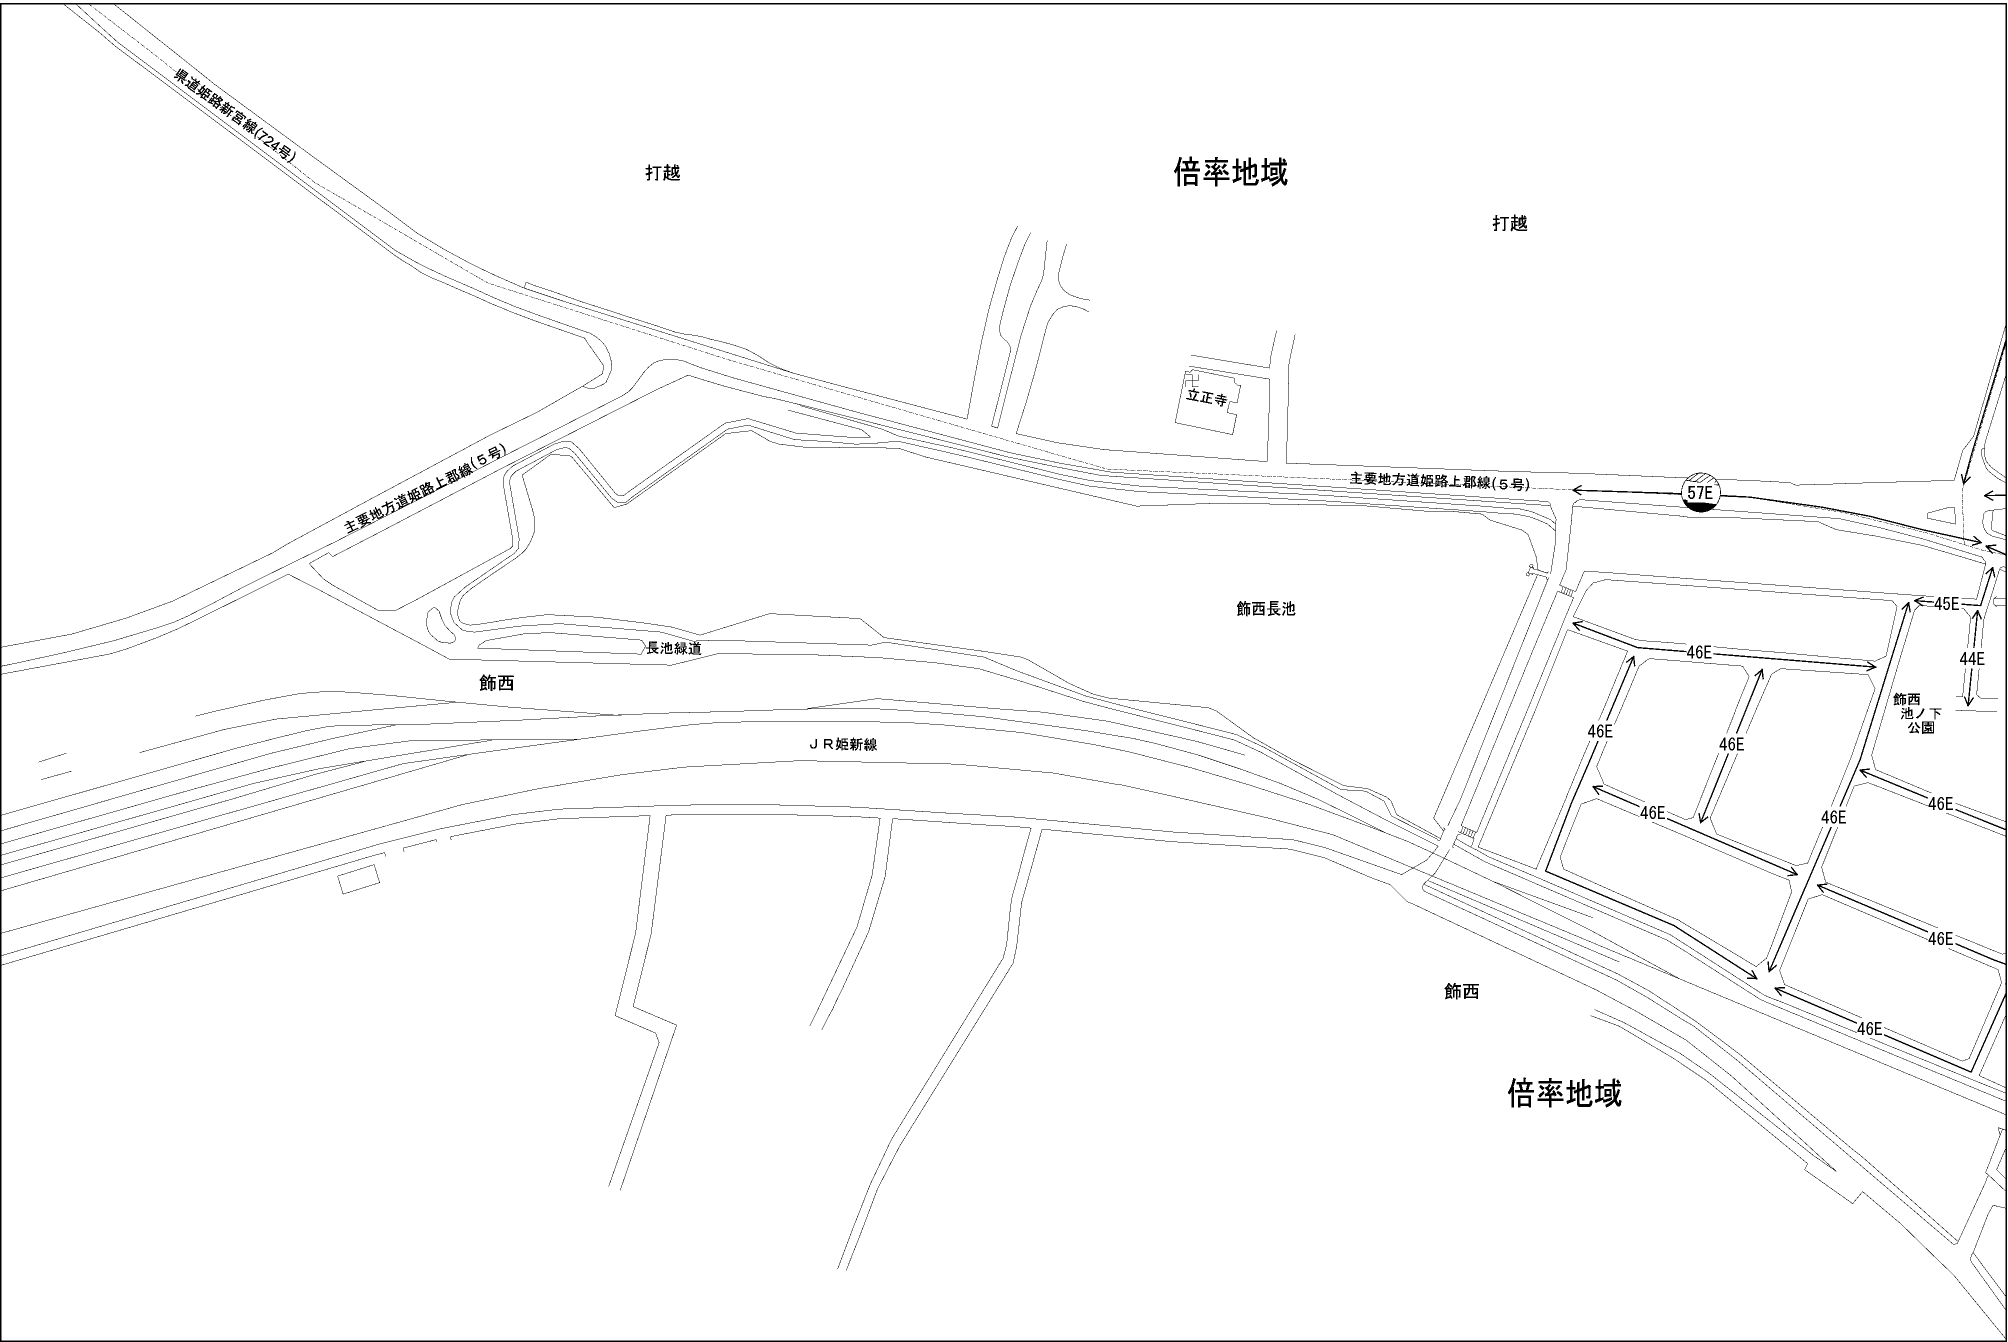 県道姫路新宮線(724号)
打越
倍率地域
打越
立正寺
主要地方道姫路上郡線(５号)
主要地方道姫路上郡線(５号)
57E
飾西長池
45E
長池緑道
46E
44E
飾西
飾西
池ノ下
公園
46E
46E
ＪＲ姫新線
46E
46E
46E
46E
飾西
46E
46E
倍率地域